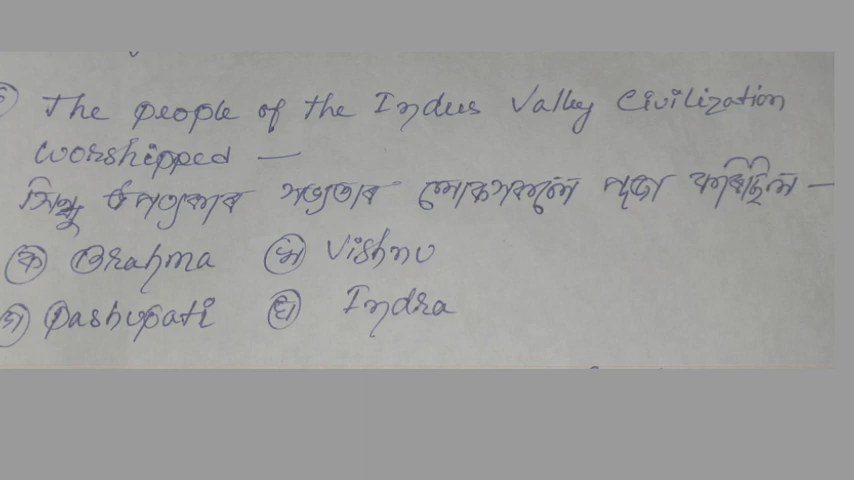 The people of the Indus Valley Civilization
worshipped —
সিন্ধু উপত্যকাৰ সভ্যতাৰ লোকসকলে পূজা কৰিছিল —
ক Brahma খ Vishnu
গ Pashupati ঘ Indra